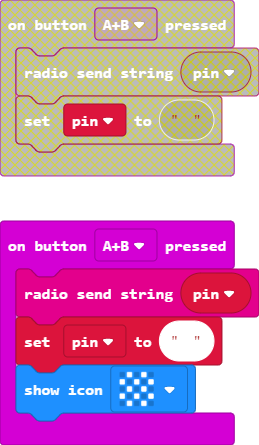 on button A+B pressed
radio send string pin
set pin to " "
on button A+B pressed
radio send string pin
set pin to " "
show icon